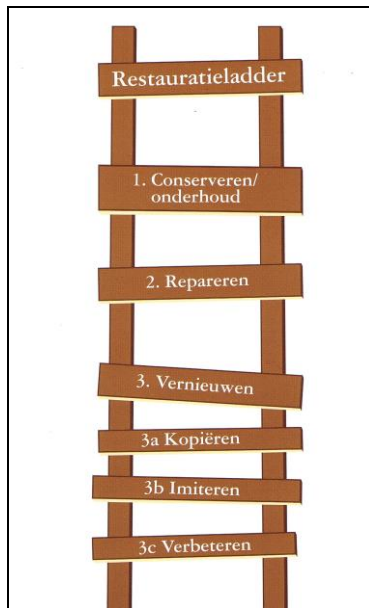 Restauratieladder
1. Conserveren/
onderhoud
2. Repareren
3. Vernieuwen
3a Kopiëren
3b Imiteren
3c Verbeteren